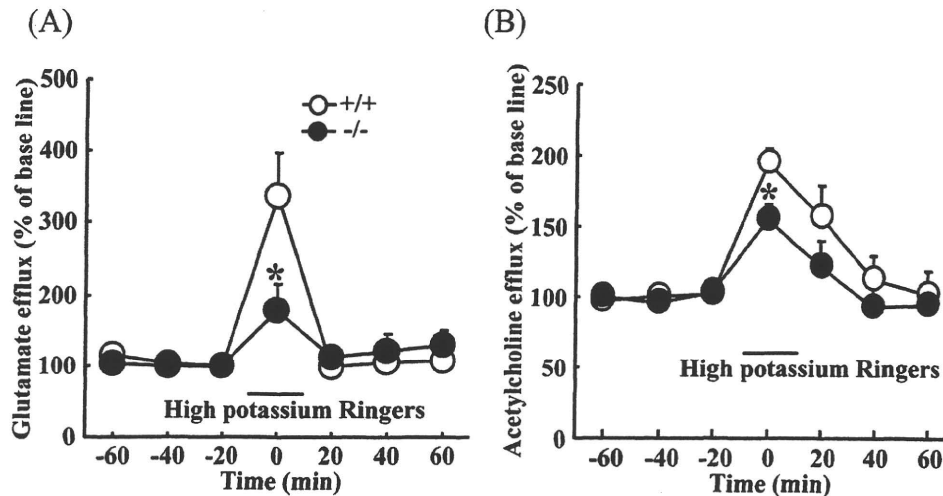 (A)
Glutamate efflux (% of base line)
500
400
300
200
100
0
+/+
-/-
*
High potassium Ringers
-60 -40 -20 0 20 40 60
Time (min)
(B)
Acetylcholine efflux (% of base line)
250
200
150
100
50
0
*
High potassium Ringers
-60 -40 -20 0 20 40 60
Time (min)